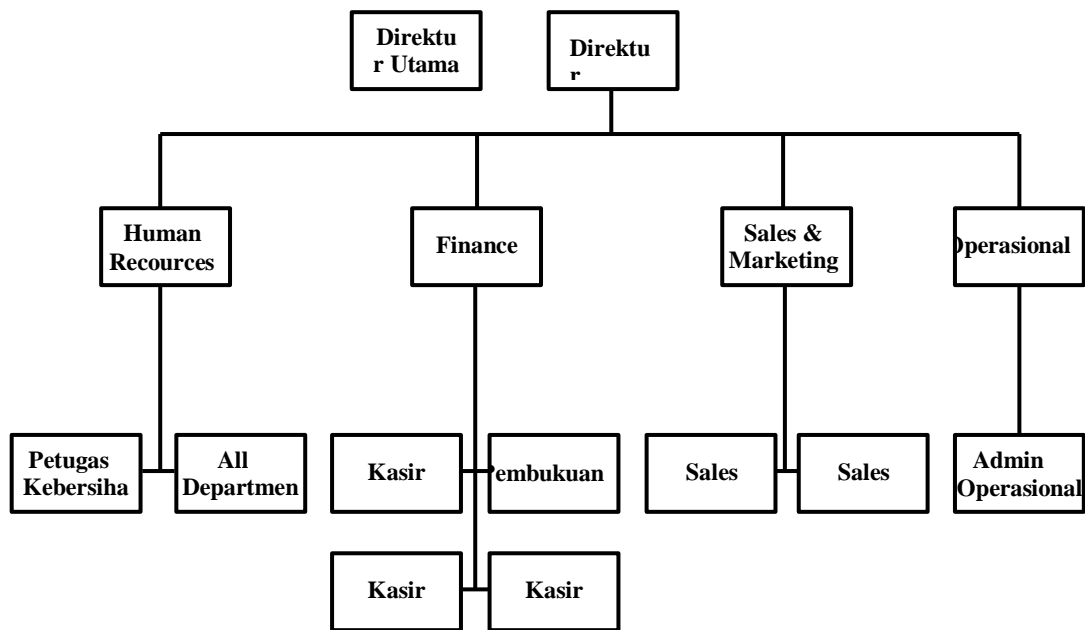 Direktu
r Utama
Direktu
r
Human
Recources
Finance
Sales &
Marketing
Operasional
Petugas
Kebersiha
All
Departmen
Kasir
Pembukuan
Sales
Sales
Admin
Operasional
Kasir
Kasir